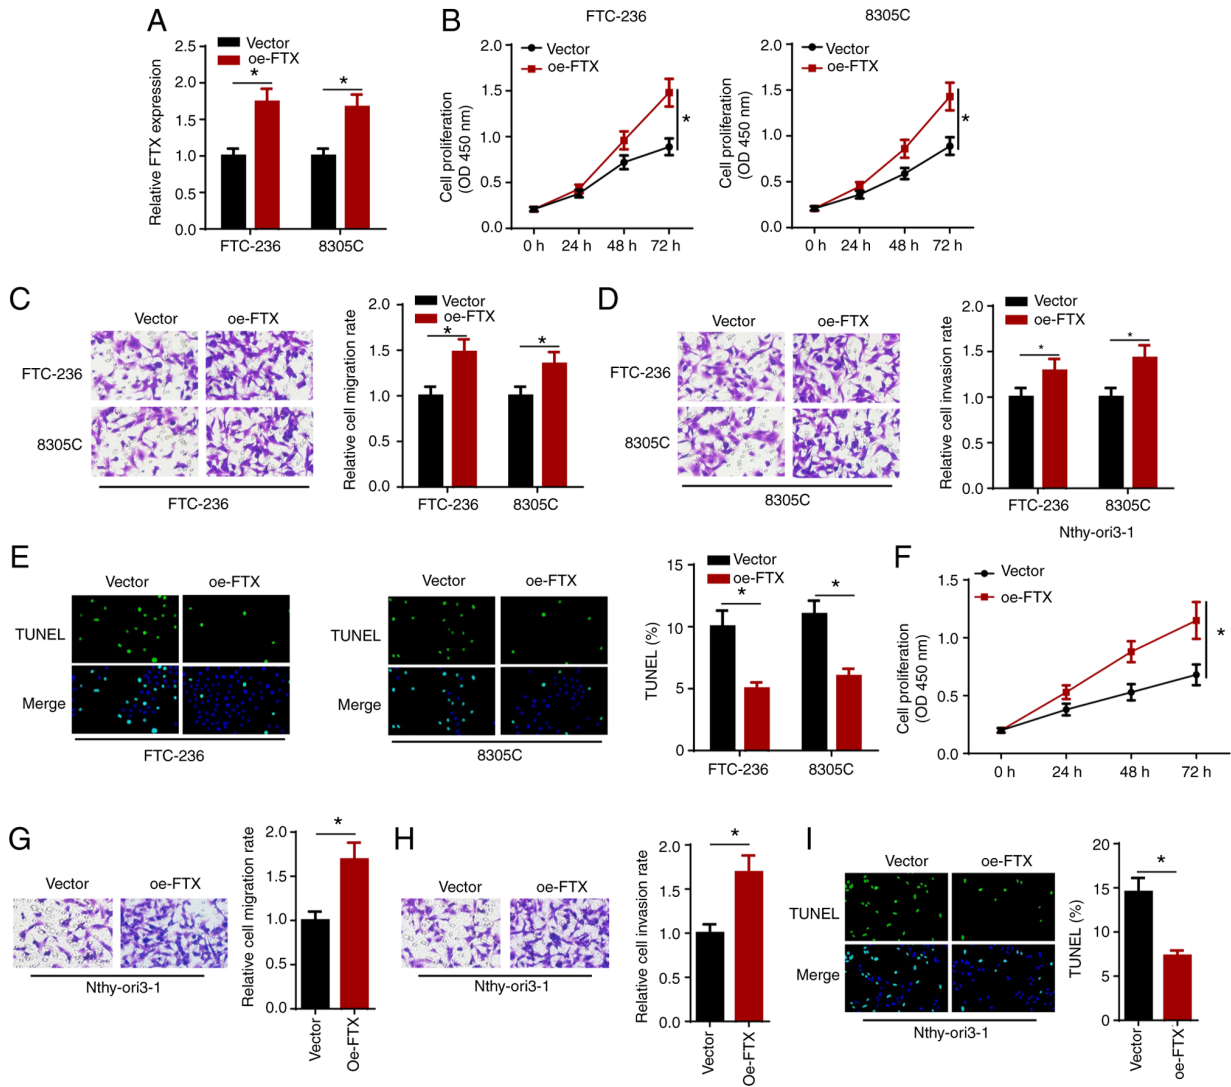 A
Vector
oe-FTX
Relative FTX expression
2.5
2.0
1.5
1.0
0.5
0.0
*
*
FTC-236
8305C
B
FTC-236
Vector
oe-FTX
Cell proliferation
(OD 450 nm)
2.0
1.5
1.0
0.5
0.0
*
0 h
24 h
48 h
72 h
8305C
Vector
oe-FTX
Cell proliferation
(OD 450 nm)
2.0
1.5
1.0
0.5
0.0
*
0 h
24 h
48 h
72 h
C
Vector
oe-FTX
FTC-236
8305C
FTC-236
Vector
oe-FTX
Relative cell migration rate
2.0
1.5
1.0
0.5
0.0
*
*
FTC-236
8305C
D
Vector
oe-FTX
FTC-236
8305C
8305C
Vector
oe-FTX
Relative cell invasion rate
2.0
1.5
1.0
0.5
0.0
*
*
FTC-236
8305C
E
Vector
oe-FTX
TUNEL
Merge
FTC-236
Vector
oe-FTX
TUNEL
Merge
8305C
Vector
oe-FTX
TUNEL (%)
15
10
5
0
*
*
FTC-236
8305C
F
Nthy-ori3-1
Vector
oe-FTX
Cell proliferation
(OD 450 nm)
1.5
1.0
0.5
0.0
*
0 h
24 h
48 h
72 h
G
Vector
oe-FTX
Nthy-ori3-1
Relative cell migration rate
2.0
1.5
1.0
0.5
0.0
*
Vector
Oe-FTX
H
Vector
oe-FTX
Nthy-ori3-1
Relative cell invasion rate
2.0
1.5
1.0
0.5
0.0
*
Vector
Oe-FTX
I
Vector
oe-FTX
TUNEL
Merge
Nthy-ori3-1
TUNEL (%)
20
15
10
5
0
*
Vector
oe-FTX